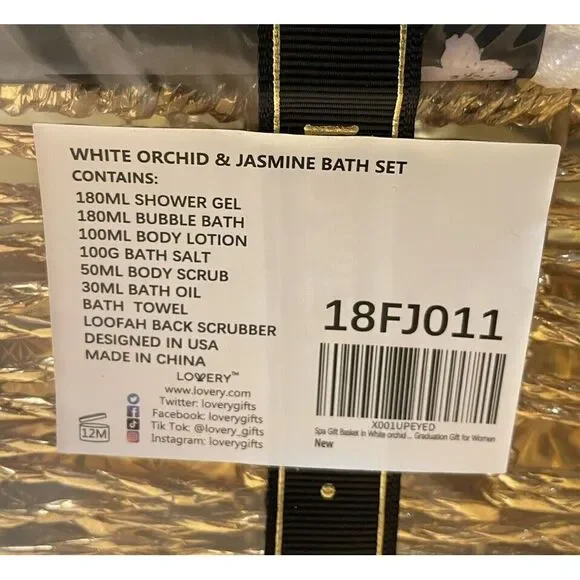 WHITE ORCHID & JASMINE BATH SET
CONTAINS:
180ML SHOWER GEL
180ML BUBBLE BATH
100ML BODY LOTION
100G BATH SALT
50ML BODY SCRUB
30ML BATH OIL
BATH TOWEL
LOOFAH BACK SCRUBBER
DESIGNED IN USA
MADE IN CHINA
LOVERY™
www.lovery.com
Twitter: loverygifts
Facebook: loverygifts
Tik Tok: @lovery_gifts
Instagram: loverygifts
12M
18FJ011
X001UPEYED
Spa Gift Basket in White orchid ... Graduation Gift for Women
New